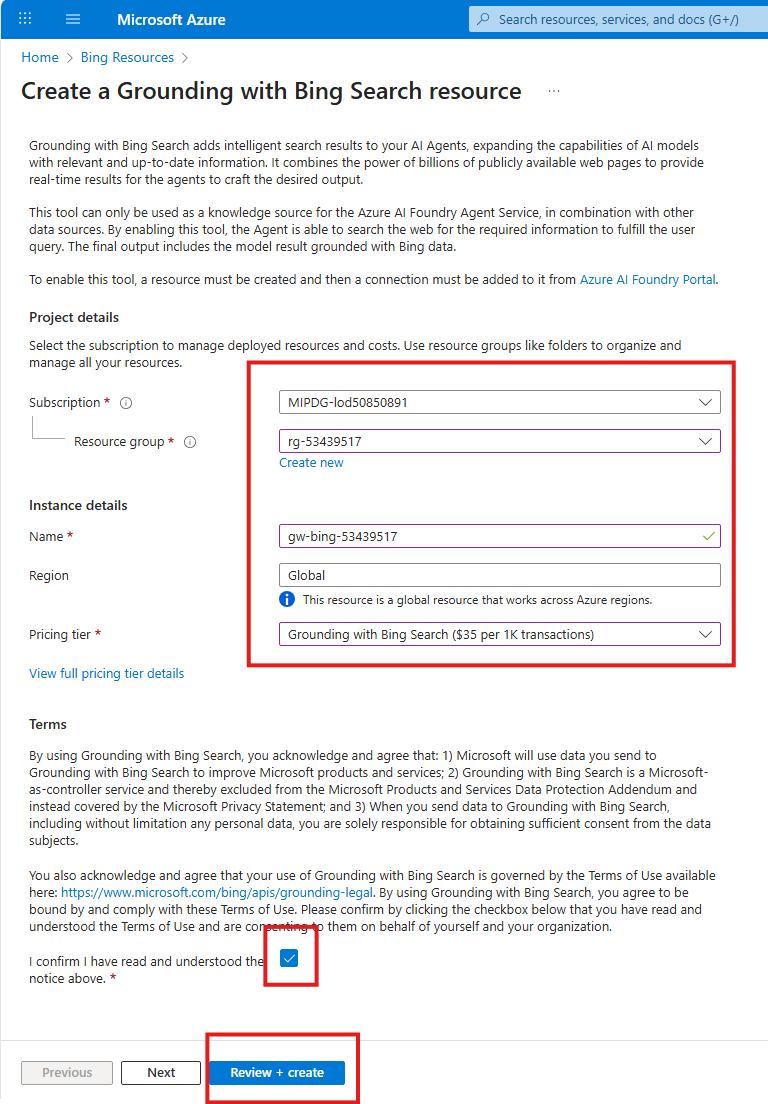 Microsoft Azure
Search resources, services, and docs (G+/)
Home > Bing Resources >
Create a Grounding with Bing Search resource ...
Grounding with Bing Search adds intelligent search results to your AI Agents, expanding the capabilities of AI models
with relevant and up-to-date information. It combines the power of billions of publicly available web pages to provide
real-time results for the agents to craft the desired output.
This tool can only be used as a knowledge source for the Azure AI Foundry Agent Service, in combination with other
data sources. By enabling this tool, the Agent is able to search the web for the required information to fulfill the user
query. The final output includes the model result grounded with Bing data.
To enable this tool, a resource must be created and then a connection must be added to it from Azure AI Foundry Portal.
Project details
Select the subscription to manage deployed resources and costs. Use resource groups like folders to organize and
manage all your resources.
Subscription *
MIPDG-lod50850891
Resource group *
rg-53439517
Create new
Instance details
Name *
gw-bing-53439517
Region
Global
This resource is a global resource that works across Azure regions.
Pricing tier *
Grounding with Bing Search ($35 per 1K transactions)
View full pricing tier details
Terms
By using Grounding with Bing Search, you acknowledge and agree that: 1) Microsoft will use data you send to
Grounding with Bing Search to improve Microsoft products and services; 2) Grounding with Bing Search is a Microsoft-
as-controller service and thereby excluded from the Microsoft Products and Services Data Protection Addendum and
instead covered by the Microsoft Privacy Statement; and 3) When you send data to Grounding with Bing Search,
including without limitation any personal data, you are solely responsible for obtaining sufficient consent from the data
subjects.
You also acknowledge and agree that your use of Grounding with Bing Search is governed by the Terms of Use available
here: https://www.microsoft.com/bing/apis/grounding-legal. By using Grounding with Bing Search, you agree to be
bound by and comply with these Terms of Use. Please confirm by clicking the checkbox below that you have read and
understood the Terms of Use and are consenting to them on behalf of yourself and your organization.
I confirm I have read and understood the
notice above. *
Previous
Next
Review + create